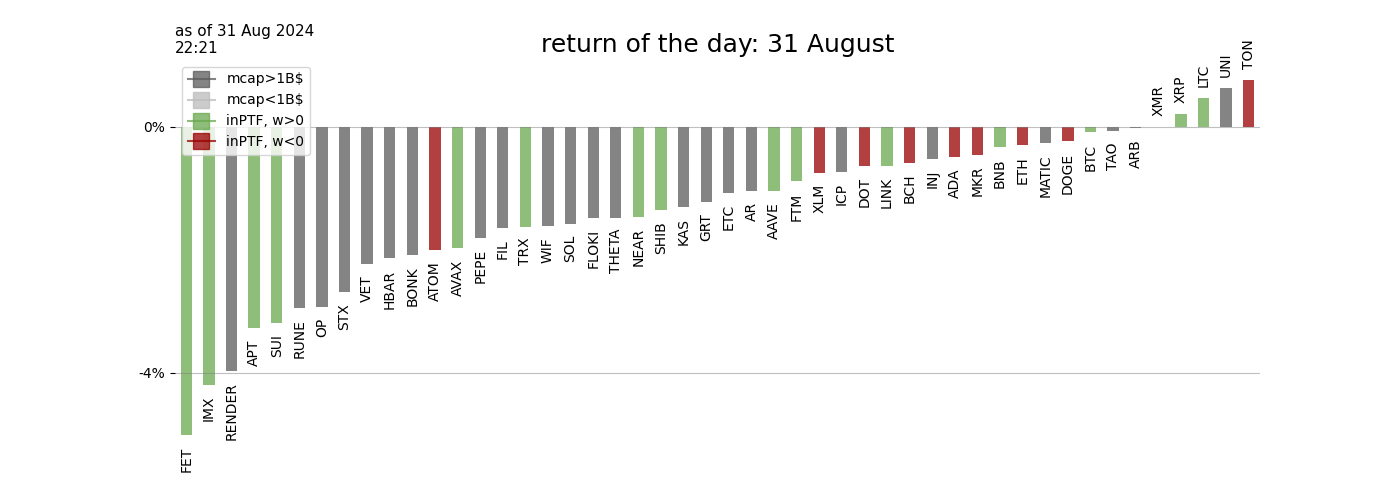 as of 31 Aug 2024
22:21
return of the day: 31 August
mcap>1B$
mcap<1B$
inPTF, w>0
inPTF, w<0
0%
-4%
FET
IMX
RENDER
APT
SUI
RUNE
OP
STX
VET
HBAR
BONK
ATOM
AVAX
PEPE
FIL
TRX
WIF
SOL
FLOKI
THETA
NEAR
SHIB
KAS
GRT
ETC
AR
AAVE
FTM
XLM
ICP
DOT
LINK
BCH
INJ
ADA
MKR
BNB
ETH
MATIC
DOGE
BTC
TAO
ARB
XMR
XRP
LTC
UNI
TON